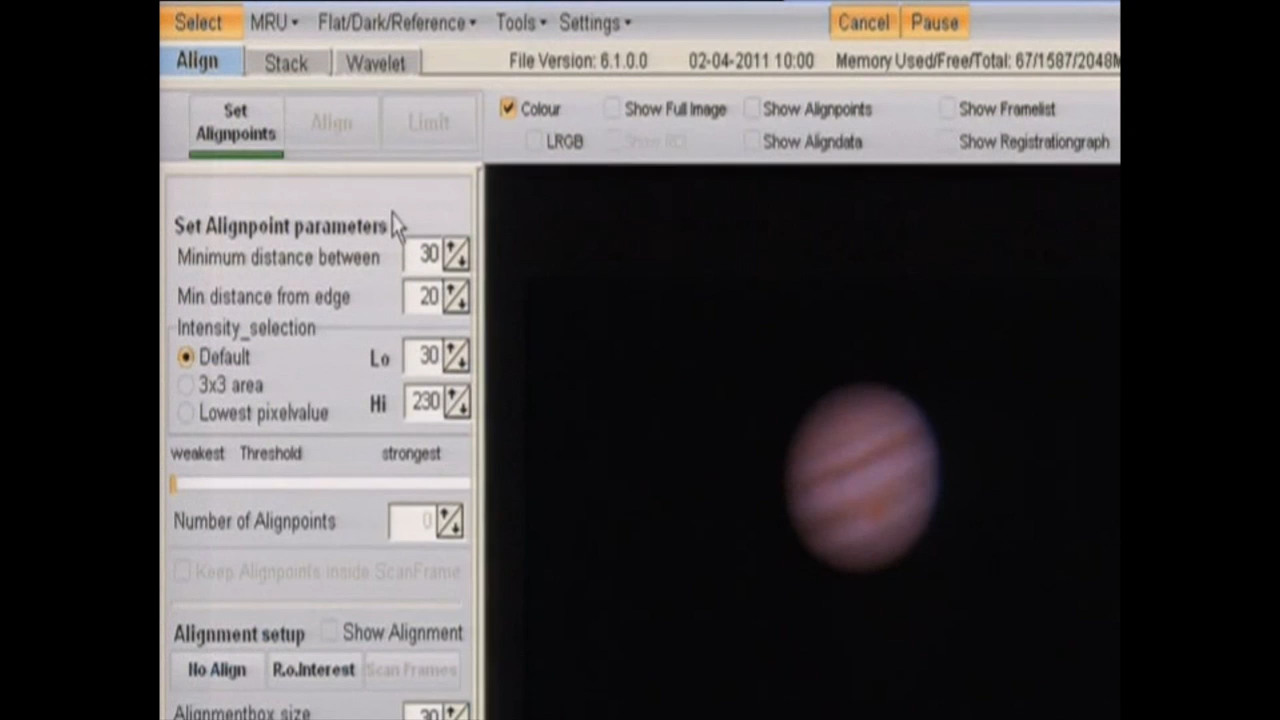 Select MRU Flat/Dark/Reference Tools Settings Cancel Pause
Align Stack Wavelet File Version: 6.1.0.0 02-04-2011 10:00 Memory Used/Free/Total: 67/1587/2048M
Set Alignpoints Align Limit
Colour Show Full Image Show Alignpoints Show Framelist
LRGB Show Aligndata Show Registrationgraph
Set Alignpoint parameters
Minimum distance between 30
Min distance from edge 20
Intensity_selection
Default Lo 30
3x3 area
Lowest pixelvalue Hi 230
weakest Threshold strongest
Number of Alignpoints 0
Keep Alignpoints inside ScanFrame
Alignment setup Show Alignment
No Align R.o.Interest Scan Frames
Alignmentbox size 30